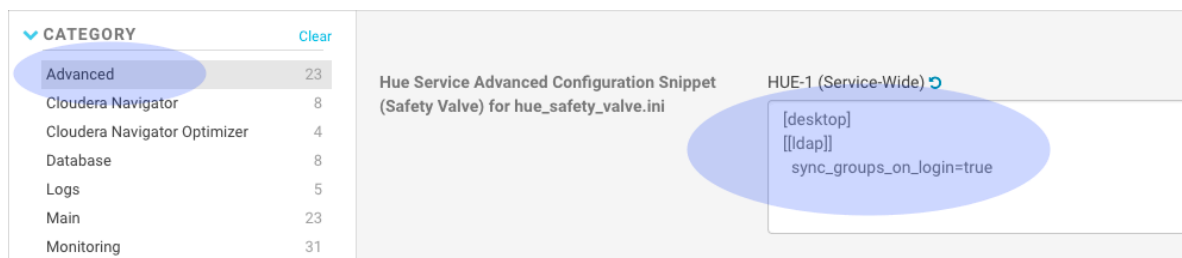 CATEGORY
Clear
Advanced 23
Cloudera Navigator 8
Cloudera Navigator Optimizer 4
Database 8
Logs 5
Main 23
Monitoring 31
Hue Service Advanced Configuration Snippet
(Safety Valve) for hue_safety_valve.ini
HUE-1 (Service-Wide)
[desktop]
[[ldap]]
sync_groups_on_login=true